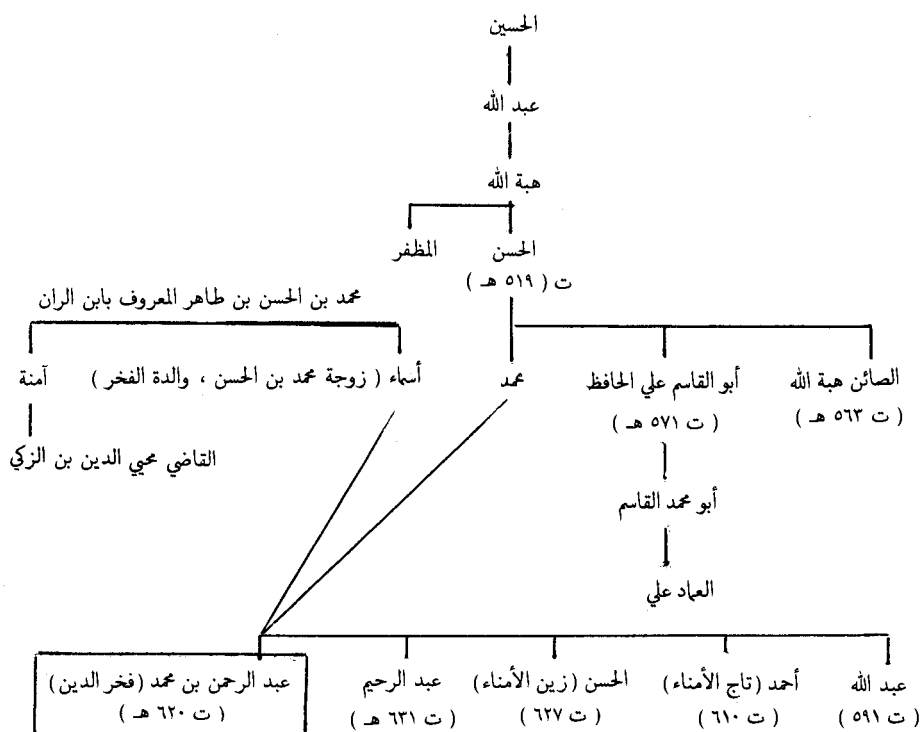 الحسين
عبد الله
هبة الله
الحسن
المظفر
ت ( ٥١٩ هـ )
محمد بن الحسن بن طاهر المعروف بابن الران
الصائن هبة الله
( ت ٥٦٣ هـ )
أبو القاسم علي الحافظ
( ت ٥٧١ هـ )
محمد
أسماء ( زوجة محمد بن الحسن ، والدة الفخر )
آمنة
القاضي محيي الدين بن الزكي
أبو محمد القاسم
العماد علي
عبد الله
( ت ٥٩١ )
أحمد (تاج الأمناء)
( ت ٦١٠ )
الحسن (زين الأمناء)
( ت ٦٢٧ )
عبد الرحيم
( ت ٦٣١ هـ )
عبد الرحمن بن محمد (فخر الدين)
( ت ٦٢٠ هـ )